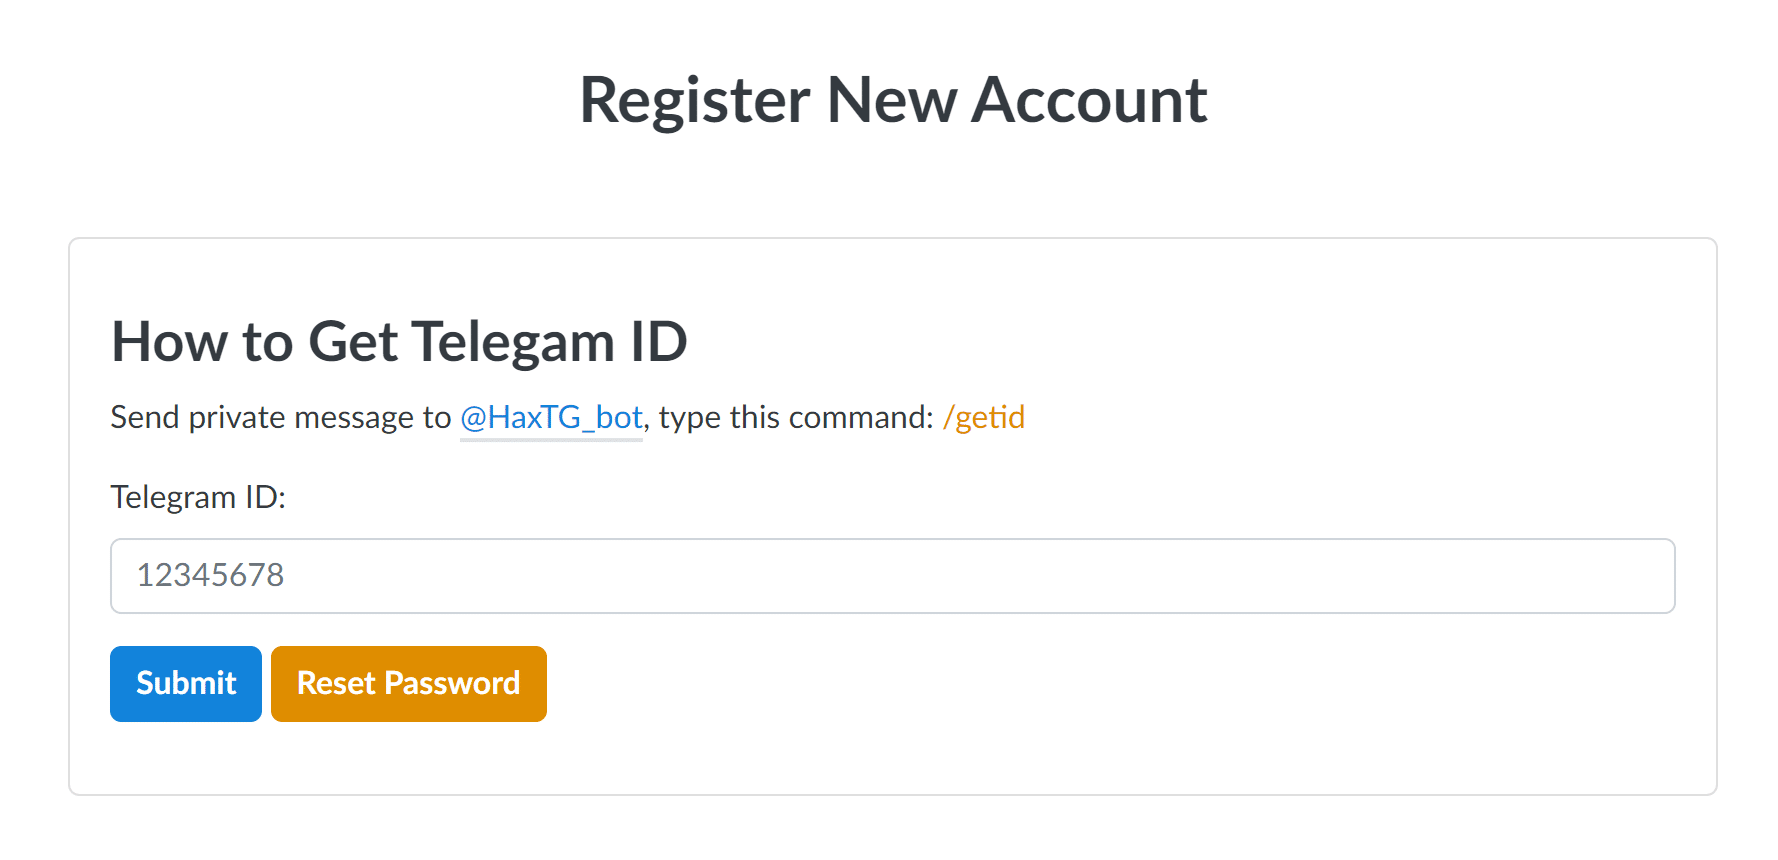 Register New Account
How to Get Telegam ID
Send private message to @HaxTG_bot, type this command: /getid
Telegram ID:
12345678
Submit Reset Password